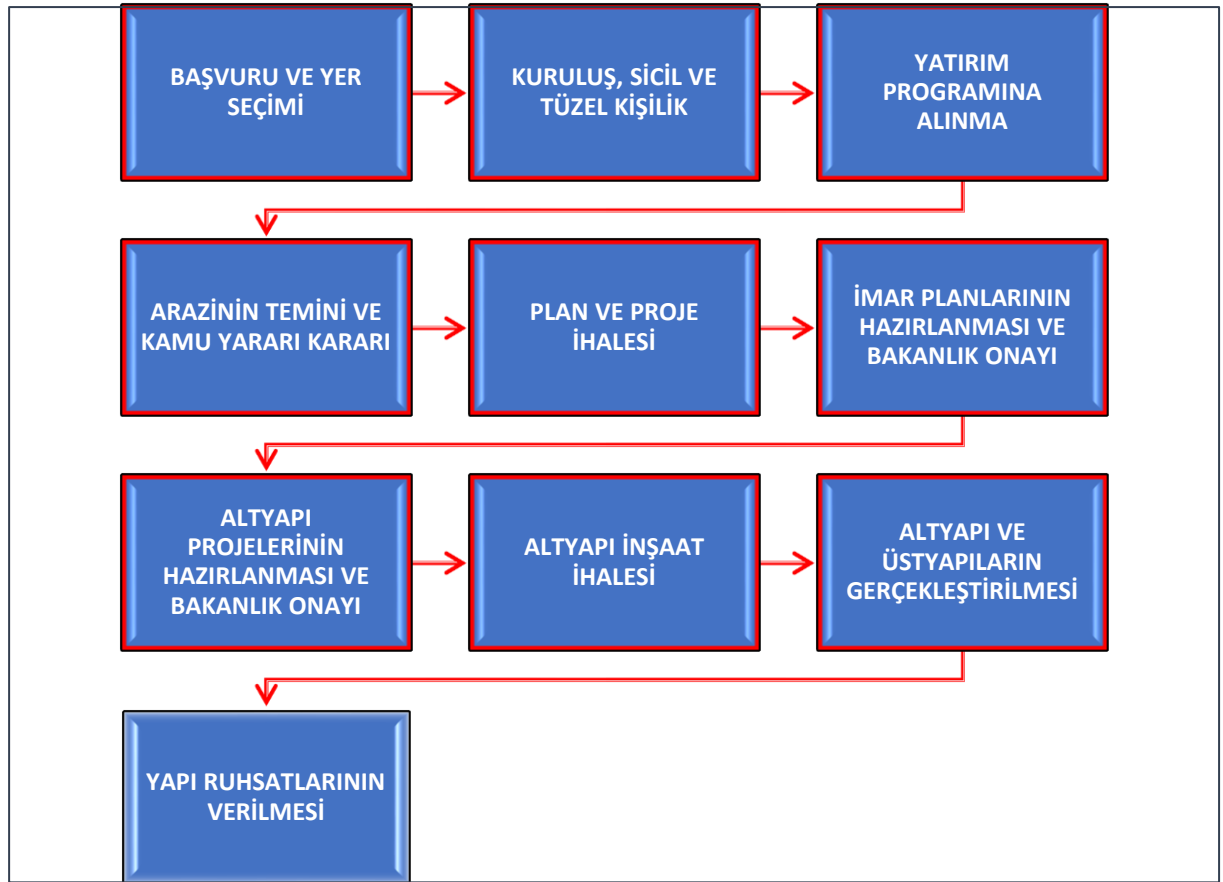 BAŞVURU VE YER
SEÇİMİ
KURULUŞ, SİCİL VE
TÜZEL KİŞİLİK
YATIRIM
PROGRAMINA
ALINMA
ARAZİNİN TEMİNİ VE
KAMU YARARI KARARI
PLAN VE PROJE
İHALESİ
İMAR PLANLARININ
HAZIRLANMASI VE
BAKANLIK ONAYI
ALTYAPI
PROJELERİNİN
HAZIRLANMASI VE
BAKANLIK ONAYI
ALTYAPI İNŞAAT
İHALESİ
ALTYAPI VE
ÜSTYAPILARIN
GERÇEKLEŞTİRİLMESİ
YAPI RUHSATLARININ
VERİLMESİ